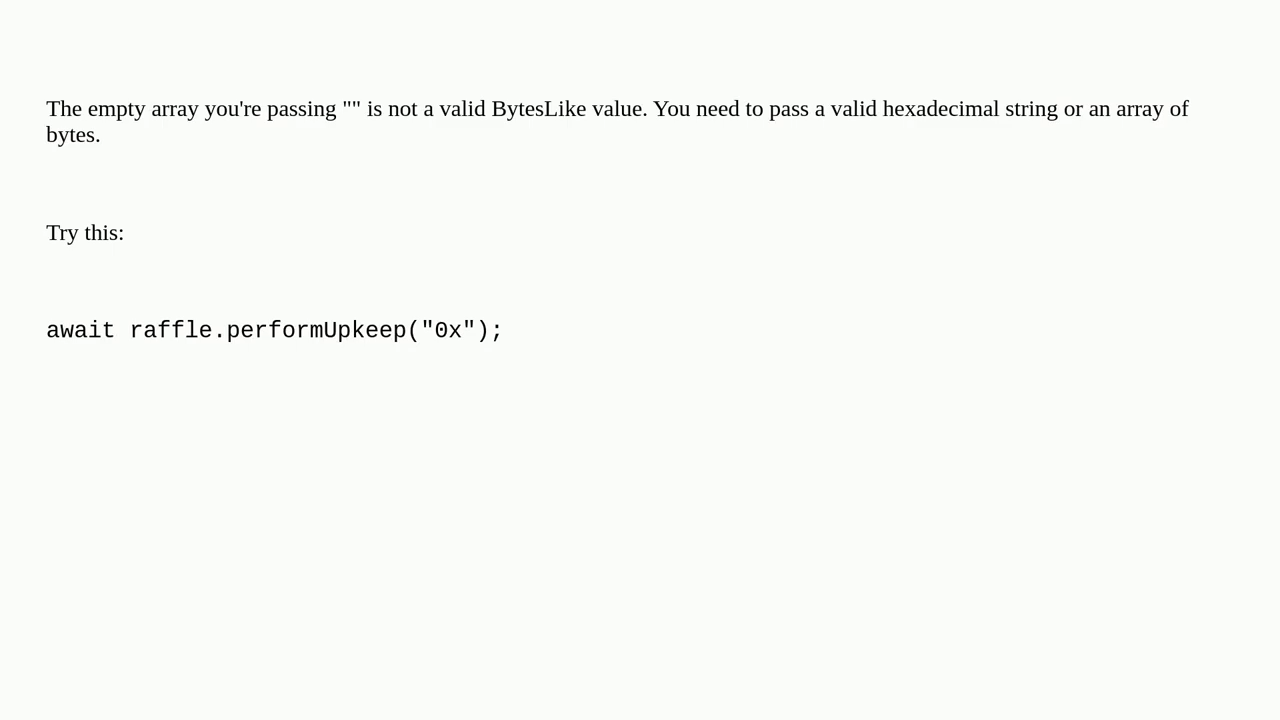 The empty array you're passing "" is not a valid BytesLike value. You need to pass a valid hexadecimal string or an array of
bytes.
Try this:
await raffle.performUpkeep("0x");